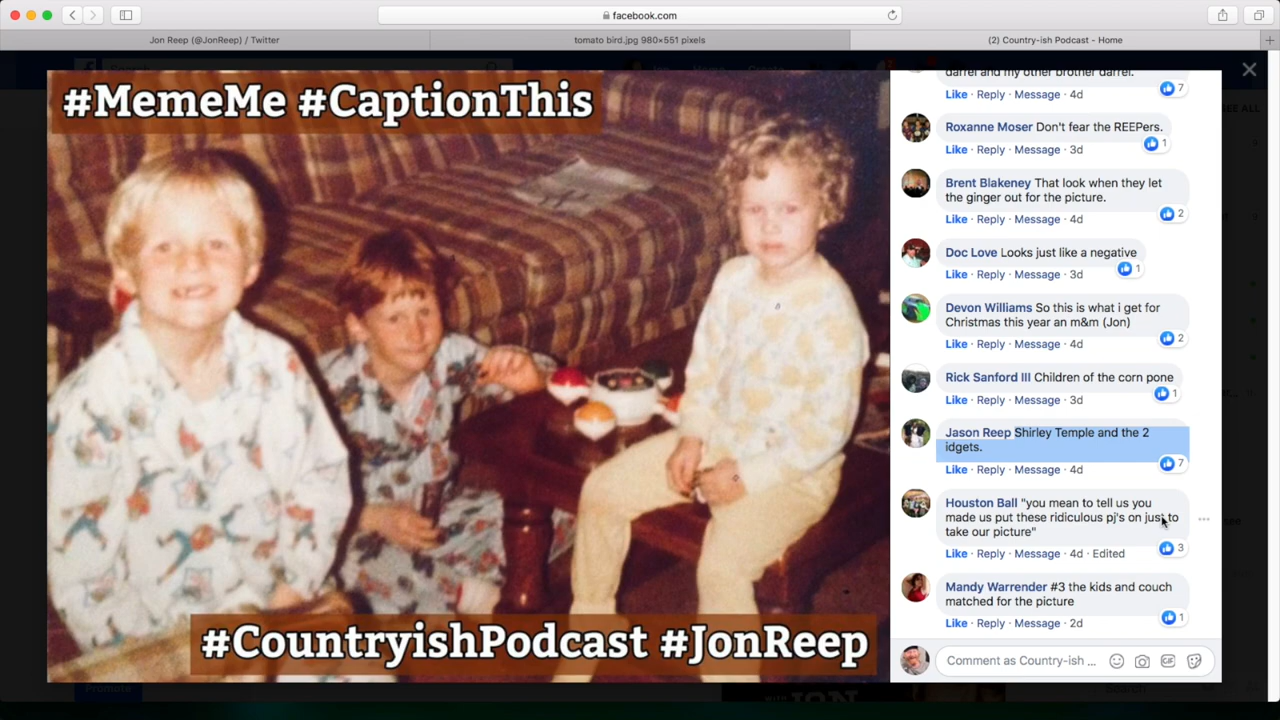 facebook.com
Jon Reep (@JonReep) / Twitter
tomato bird.jpg 980×551 pixels
(2) Country-ish Podcast - Home
#MemeMe #CaptionThis
#CountryishPodcast #JonReep
darrel and my other brother darrel.
Like · Reply · Message · 4d
7
Roxanne Moser Don't fear the REEPers.
Like · Reply · Message · 3d
1
Brent Blakeney That look when they let
the ginger out for the picture.
Like · Reply · Message · 4d
2
Doc Love Looks just like a negative
Like · Reply · Message · 3d
1
Devon Williams So this is what i get for
Christmas this year an m&m (Jon)
Like · Reply · Message · 4d
2
Rick Sanford III Children of the corn pone
Like · Reply · Message · 3d
1
Jason Reep Shirley Temple and the 2
idgets.
Like · Reply · Message · 4d
7
Houston Ball "you mean to tell us you
made us put these ridiculous pj's on just to
take our picture"
Like · Reply · Message · 4d · Edited
3
Mandy Warrender #3 the kids and couch
matched for the picture
Like · Reply · Message · 2d
1
Comment as Country-ish ...
Promote
Search